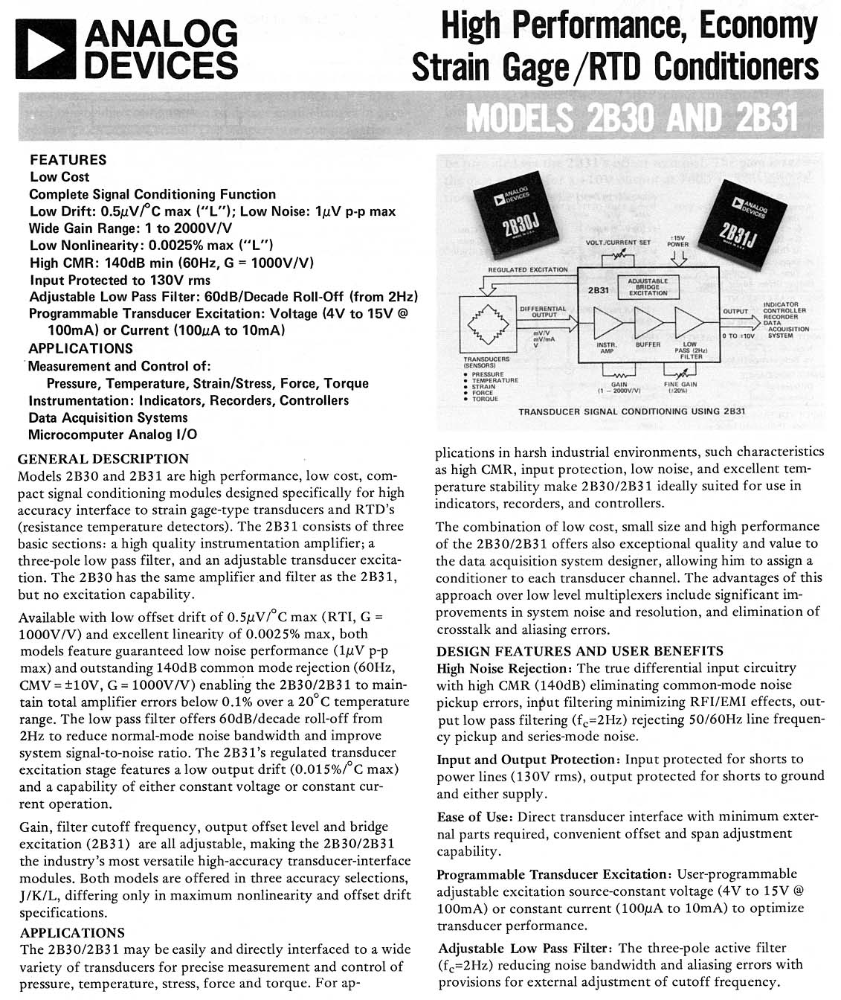 ANALOG
DEVICES
High Performance, Economy
Strain Gage/RTD Conditioners
MODELS 2B30 AND 2B31
FEATURES
Low Cost
Complete Signal Conditioning Function
Low Drift: 0.5μV/°C max ("L"); Low Noise: 1μV p-p max
Wide Gain Range: 1 to 2000V/V
Low Nonlinearity: 0.0025% max ("L")
High CMR: 140dB min (60Hz, G = 1000V/V)
Input Protected to 130V rms
Adjustable Low Pass Filter: 60dB/Decade Roll-Off (from 2Hz)
Programmable Transducer Excitation: Voltage (4V to 15V @
100mA) or Current (100μA to 10mA)
APPLICATIONS
Measurement and Control of:
Pressure, Temperature, Strain/Stress, Force, Torque
Instrumentation: Indicators, Recorders, Controllers
Data Acquisition Systems
Microcomputer Analog I/O
ANALOG
DEVICES
2B30J
MADE IN U.S.A.
ANALOG
DEVICES
2B31J
MADE IN U.S.A.
VOLT./CURRENT SET
±15V
POWER
REGULATED EXCITATION
2B31
ADJUSTABLE
BRIDGE
EXCITATION
DIFFERENTIAL
OUTPUT
mV/V
mV/mA
V
INSTR.
AMP
BUFFER
LOW
PASS (2Hz)
FILTER
OUTPUT
0 TO ±10V
INDICATOR
CONTROLLER
RECORDER
DATA
ACQUISITION
SYSTEM
TRANSDUCERS
(SENSORS)
● PRESSURE
● TEMPERATURE
● STRAIN
● FORCE
● TORQUE
GAIN
(1 – 2000V/V)
FINE GAIN
(±20%)
TRANSDUCER SIGNAL CONDITIONING USING 2B31
GENERAL DESCRIPTION
Models 2B30 and 2B31 are high performance, low cost, com-
pact signal conditioning modules designed specifically for high
accuracy interface to strain gage-type transducers and RTD's
(resistance temperature detectors). The 2B31 consists of three
basic sections: a high quality instrumentation amplifier; a
three-pole low pass filter, and an adjustable transducer excita-
tion. The 2B30 has the same amplifier and filter as the 2B31,
but no excitation capability.
Available with low offset drift of 0.5μV/°C max (RTI, G =
1000V/V) and excellent linearity of 0.0025% max, both
models feature guaranteed low noise performance (1μV p-p
max) and outstanding 140dB common mode rejection (60Hz,
CMV = ±10V, G = 1000V/V) enabling the 2B30/2B31 to main-
tain total amplifier errors below 0.1% over a 20°C temperature
range. The low pass filter offers 60dB/decade roll-off from
2Hz to reduce normal-mode noise bandwidth and improve
system signal-to-noise ratio. The 2B31's regulated transducer
excitation stage features a low output drift (0.015%/°C max)
and a capability of either constant voltage or constant cur-
rent operation.
Gain, filter cutoff frequency, output offset level and bridge
excitation (2B31) are all adjustable, making the 2B30/2B31
the industry's most versatile high-accuracy transducer-interface
modules. Both models are offered in three accuracy selections,
J/K/L, differing only in maximum nonlinearity and offset drift
specifications.
APPLICATIONS
The 2B30/2B31 may be easily and directly interfaced to a wide
variety of transducers for precise measurement and control of
pressure, temperature, stress, force and torque. For ap-
plications in harsh industrial environments, such characteristics
as high CMR, input protection, low noise, and excellent tem-
perature stability make 2B30/2B31 ideally suited for use in
indicators, recorders, and controllers.
The combination of low cost, small size and high performance
of the 2B30/2B31 offers also exceptional quality and value to
the data acquisition system designer, allowing him to assign a
conditioner to each transducer channel. The advantages of this
approach over low level multiplexers include significant im-
provements in system noise and resolution, and elimination of
crosstalk and aliasing errors.
DESIGN FEATURES AND USER BENEFITS
High Noise Rejection: The true differential input circuitry
with high CMR (140dB) eliminating common-mode noise
pickup errors, input filtering minimizing RFI/EMI effects, out-
put low pass filtering (fc=2Hz) rejecting 50/60Hz line frequen-
cy pickup and series-mode noise.
Input and Output Protection: Input protected for shorts to
power lines (130V rms), output protected for shorts to ground
and either supply.
Ease of Use: Direct transducer interface with minimum exter-
nal parts required, convenient offset and span adjustment
capability.
Programmable Transducer Excitation: User-programmable
adjustable excitation source-constant voltage (4V to 15V @
100mA) or constant current (100μA to 10mA) to optimize
transducer performance.
Adjustable Low Pass Filter: The three-pole active filter
(fc=2Hz) reducing noise bandwidth and aliasing errors with
provisions for external adjustment of cutoff frequency.